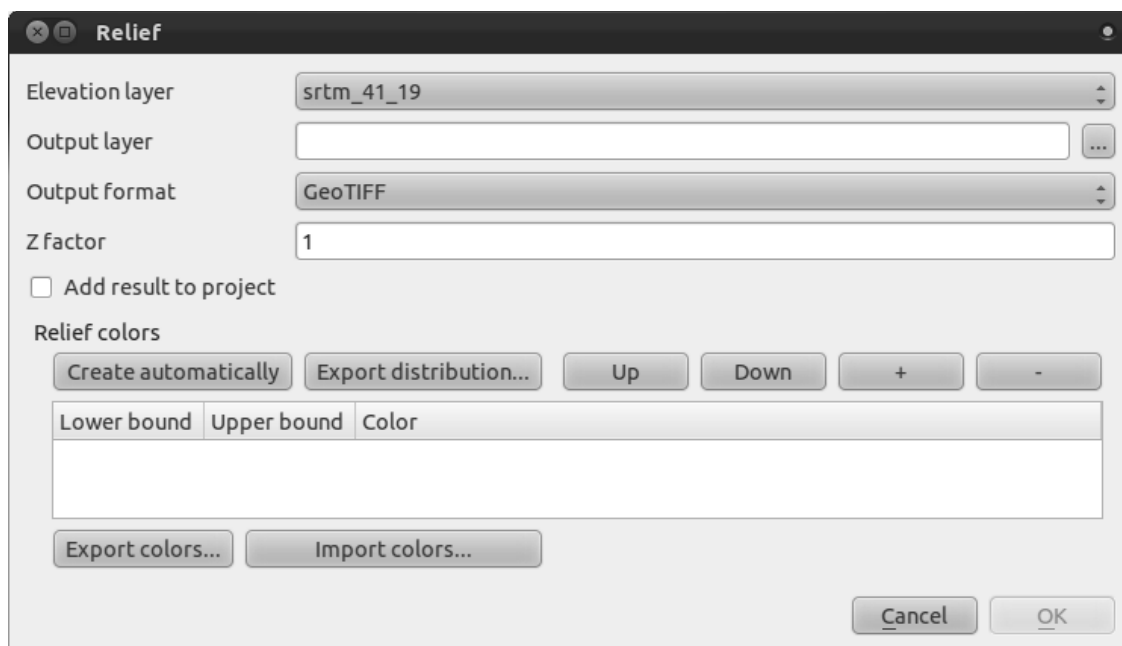 Relief
Elevation layer srtm_41_19
Output layer ...
Output format GeoTIFF
Z factor 1
Add result to project
Relief colors
Create automatically Export distribution... Up Down + -
Lower bound Upper bound Color
Export colors... Import colors...
Cancel OK